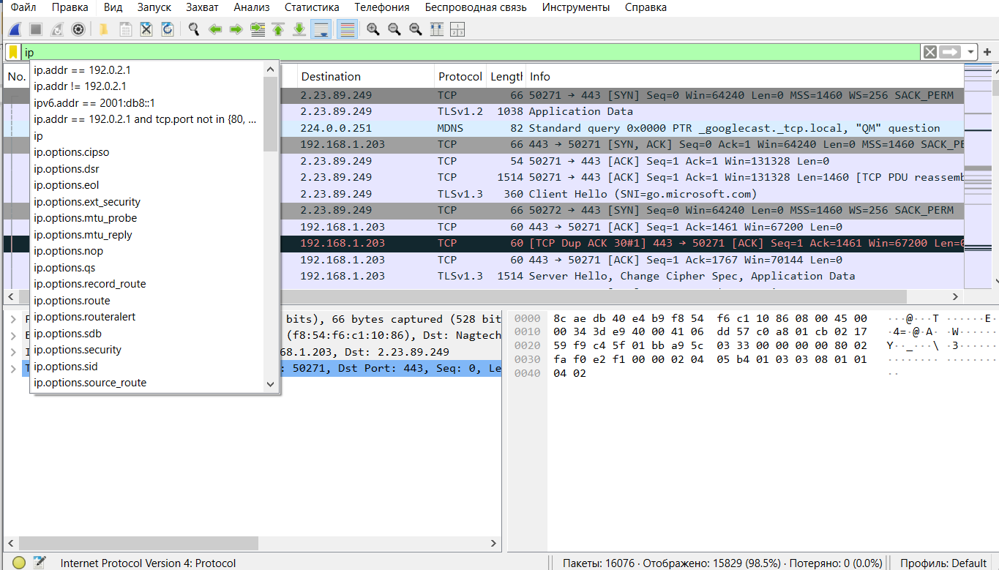 Файл Правка Вид Запуск Захват Анализ Статистика Телефония Беспроводная связь Инструменты Справка
ip
ip.addr == 192.0.2.1
ip.addr != 192.0.2.1
ipv6.addr == 2001:db8::1
ip.addr == 192.0.2.1 and tcp.port not in {80, ...
ip
ip.options.cipso
ip.options.dsr
ip.options.eol
ip.options.ext_security
ip.options.mtu_probe
ip.options.mtu_reply
ip.options.nop
ip.options.qs
ip.options.record_route
ip.options.route
ip.options.routeralert
ip.options.sdb
ip.options.security
ip.options.sid
ip.options.source_route
No. Destination Protocol Lengtl Info
2.23.89.249 TCP 66 50271 → 443 [SYN] Seq=0 Win=64240 Len=0 MSS=1460 WS=256 SACK_PERM
2.23.89.249 TLSv1.2 1038 Application Data
224.0.0.251 MDNS 82 Standard query 0x0000 PTR _googlecast._tcp.local, "QM" question
192.168.1.203 TCP 66 443 → 50271 [SYN, ACK] Seq=0 Ack=1 Win=64240 Len=0 MSS=1460 SACK_PE
2.23.89.249 TCP 54 50271 → 443 [ACK] Seq=1 Ack=1 Win=131328 Len=0
2.23.89.249 TCP 1514 50271 → 443 [ACK] Seq=1 Ack=1 Win=131328 Len=1460 [TCP PDU reassemb
2.23.89.249 TLSv1.3 360 Client Hello (SNI=go.microsoft.com)
2.23.89.249 TCP 66 50272 → 443 [SYN] Seq=0 Win=64240 Len=0 MSS=1460 WS=256 SACK_PERM
192.168.1.203 TCP 60 443 → 50271 [ACK] Seq=1 Ack=1461 Win=67200 Len=0
192.168.1.203 TCP 60 [TCP Dup ACK 30#1] 443 → 50271 [ACK] Seq=1 Ack=1461 Win=67200 Len=0
192.168.1.203 TCP 60 443 → 50271 [ACK] Seq=1 Ack=1767 Win=70144 Len=0
192.168.1.203 TLSv1.3 1514 Server Hello, Change Cipher Spec, Application Data
bits), 66 bytes captured (528 bit
(f8:54:f6:c1:10:86), Dst: Nagtech
58.1.203, Dst: 2.23.89.249
: 50271, Dst Port: 443, Seq: 0, Le
0000 8c ae db 40 e4 b9 f8 54 f6 c1 10 86 08 00 45 00 ···@···T ······E·
0010 00 34 3d e9 40 00 41 06 dd 57 c0 a8 01 cb 02 17 ·4=·@·A· ·W······
0020 59 f9 c4 5f 01 bb a9 5c 03 33 00 00 00 00 80 02 Y··_···\ ·3······
0030 fa f0 e2 f1 00 00 02 04 05 b4 01 03 03 08 01 01 ········ ········
0040 04 02 ··
Internet Protocol Version 4: Protocol Пакеты: 16076 · Отображено: 15829 (98.5%) · Потеряно: 0 (0.0%) Профиль: Default